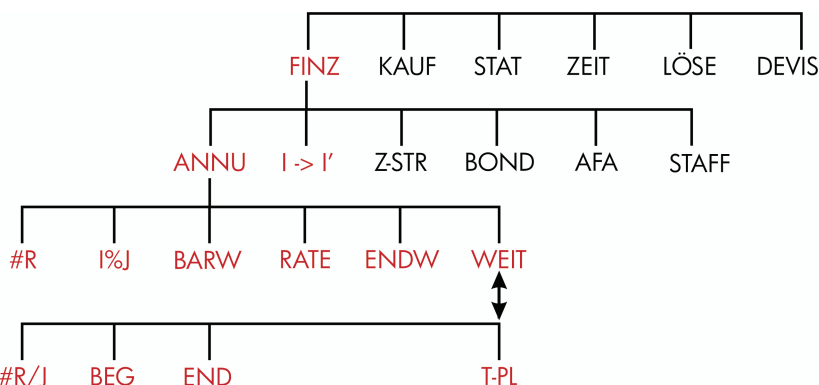 FINZ KAUF STAT ZEIT LÖSE DEVIS
ANNU I -> I' Z-STR BOND AFA STAFF
#R I%J BARW RATE ENDW WEIT
#R/J BEG END T-PL